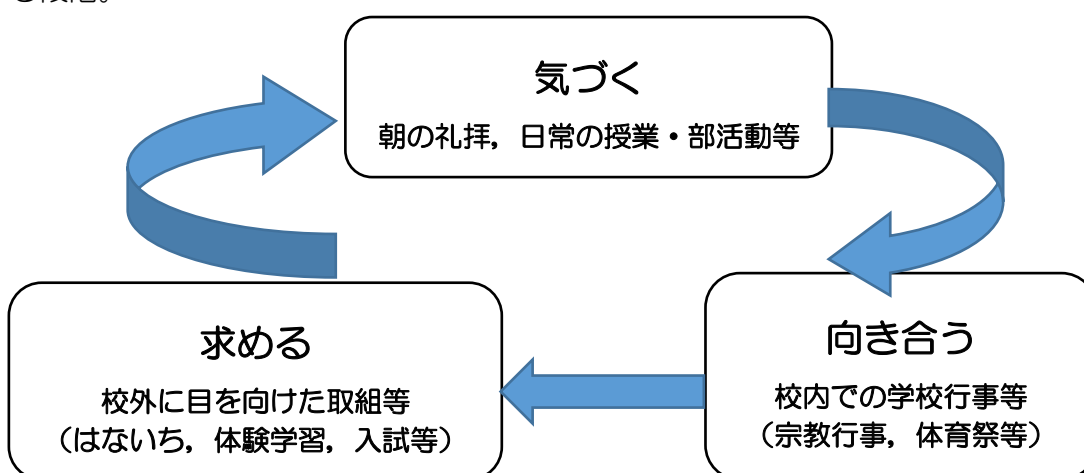 気づく
朝の礼拝，日常の授業・部活動等
求める
校外に目を向けた取組等
（はないち，体験学習，入試等）
向き合う
校内での学校行事等
（宗教行事，体育祭等）